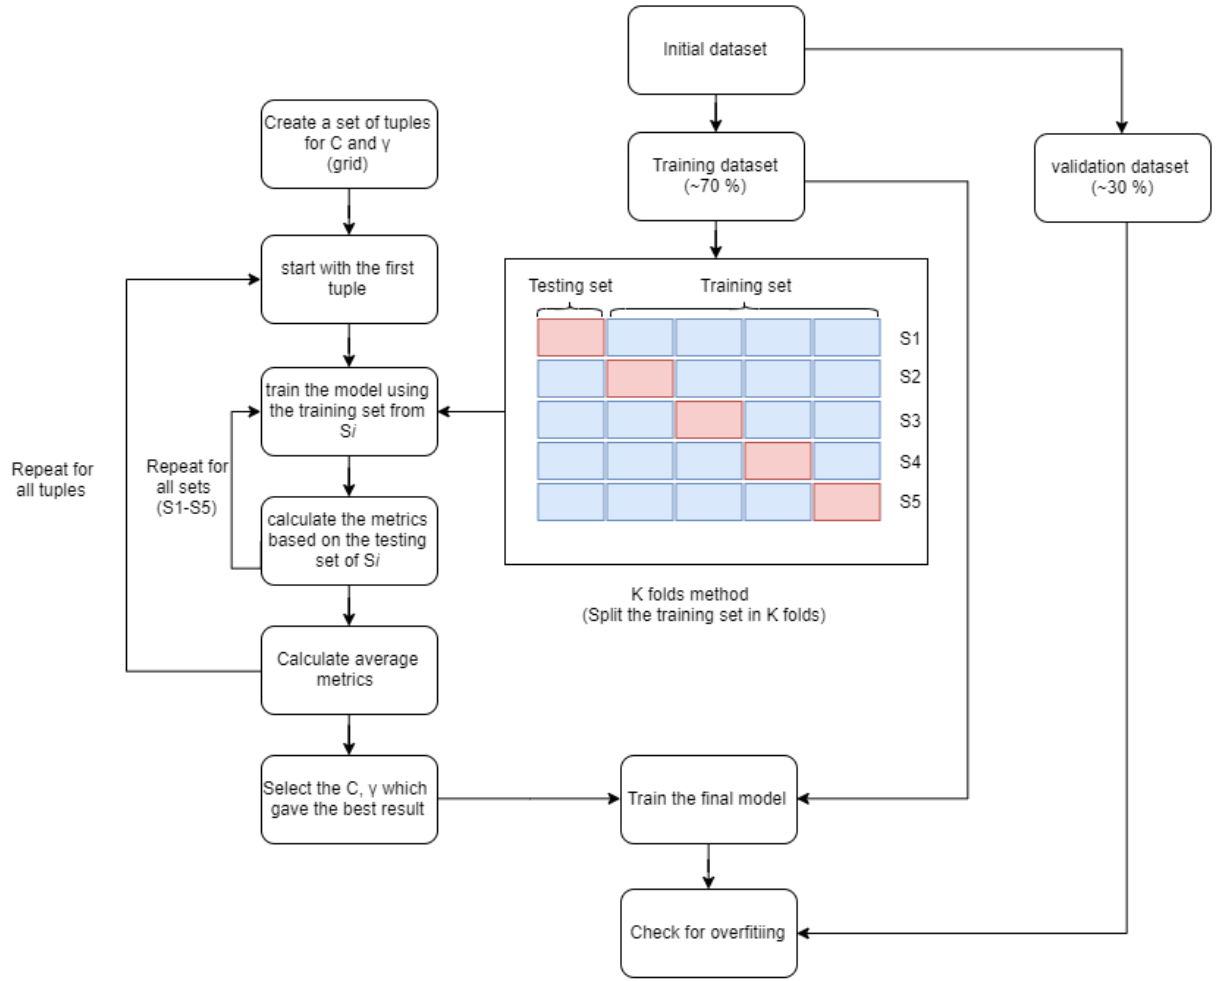 Initial dataset
Create a set of tuples
for C and γ
(grid)
Training dataset
(~70 %)
validation dataset
(~30 %)
start with the first
tuple
Testing set
Training set
S1
S2
S3
S4
S5
train the model using
the training set from
Si
Repeat for
all tuples
Repeat for
all sets
(S1-S5)
calculate the metrics
based on the testing
set of Si
K folds method
(Split the training set in K folds)
Calculate average
metrics
Select the C, γ which
gave the best result
Train the final model
Check for overfitiing